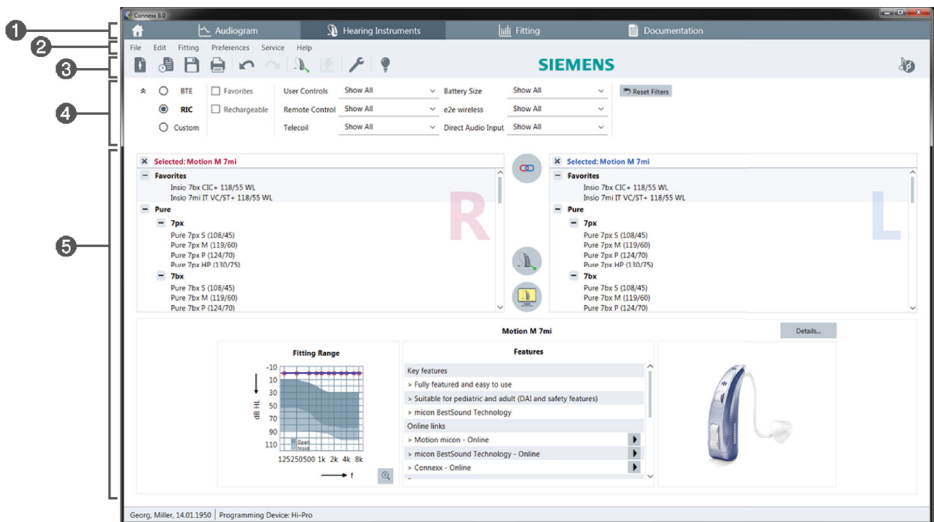 Connexx 8.0
1
Audiogram Hearing Instruments Fitting Documentation
2
File Edit Fitting Preferences Service Help
3
SIEMENS
4
BTE Favorites User Controls Show All Battery Size Show All Reset Filters
RIC Rechargeable Remote Control Show All e2e wireless Show All
Custom Telecoil Show All Direct Audio Input Show All
5
Selected: Motion M 7mi
Favorites
Insio 7bx CIC+ 118/55 WL
Insio 7mi IT VC/ST+ 118/55 WL
Pure
7px
Pure 7px S (108/45)
Pure 7px M (119/60)
Pure 7px P (124/70)
Pure 7px HP (130/75)
7bx
Pure 7bx S (108/45)
Pure 7bx M (119/60)
Pure 7bx P (124/70)
R
Selected: Motion M 7mi
Favorites
Insio 7bx CIC+ 118/55 WL
Insio 7mi IT VC/ST+ 118/55 WL
Pure
7px
Pure 7px S (108/45)
Pure 7px M (119/60)
Pure 7px P (124/70)
Pure 7px HP (130/75)
7bx
Pure 7bx S (108/45)
Pure 7bx M (119/60)
Pure 7bx P (124/70)
L
Motion M 7mi
Details...
Fitting Range
-10
10
30
50
70
90
110
dB HL
Open
Mold
125 250 500 1k 2k 4k 8k
f
Features
Key features
> Fully featured and easy to use
> Suitable for pediatric and adult (DAI and safety features)
> micon BestSound Technology
Online links
> Motion micon - Online
> micon BestSound Technology - Online
> Connexx - Online
Georg, Miller, 14.01.1950 Programming Device: Hi-Pro